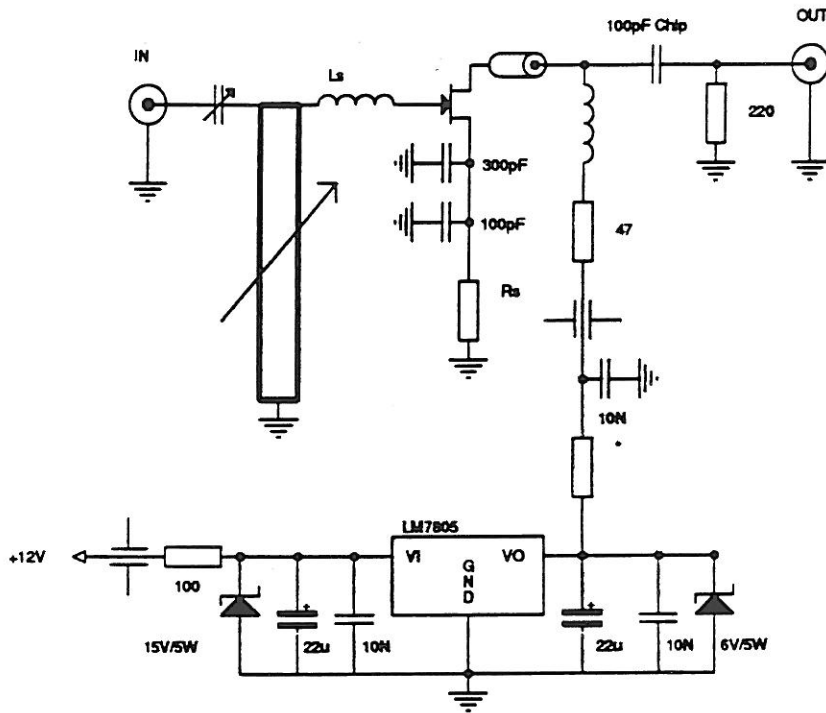 OUT
100pF Chip
IN
Ls
220
300pF
100pF
47
Rs
10N
*
LM7805
+12V
VI
GND
VO
100
15V/5W
+
22u
10N
+
22u
10N
6V/5W